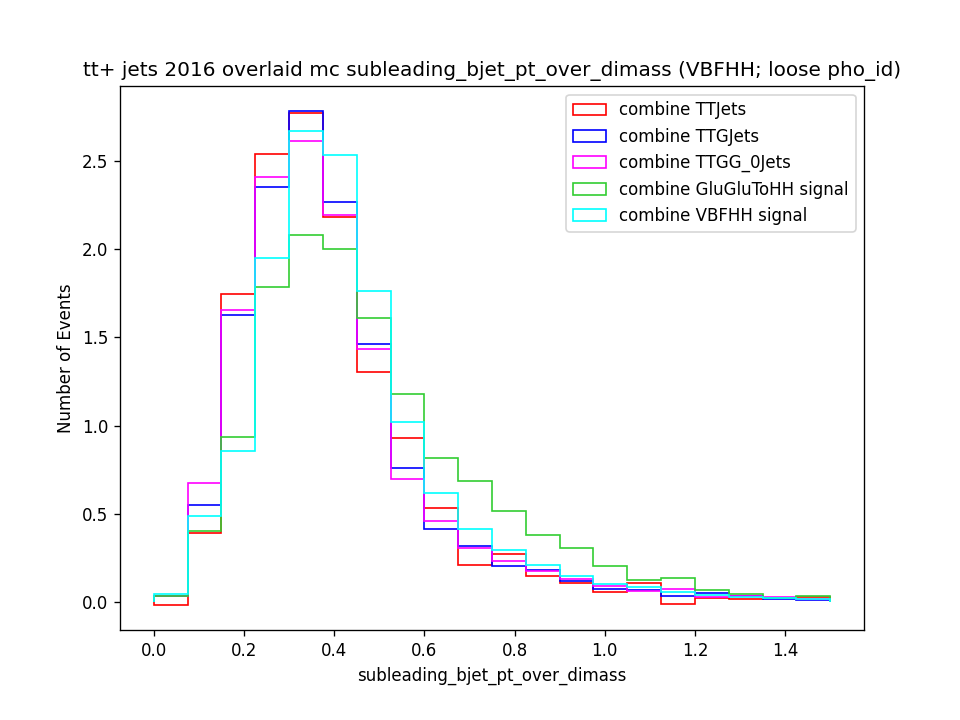 tt+ jets 2016 overlaid mc subleading_bjet_pt_over_dimass (VBFHH; loose pho_id)
combine TTJets
combine TTGJets
combine TTGG_0Jets
combine GluGluToHH signal
combine VBFHH signal
Number of Events
2.5
2.0
1.5
1.0
0.5
0.0
0.0 0.2 0.4 0.6 0.8 1.0 1.2 1.4
subleading_bjet_pt_over_dimass